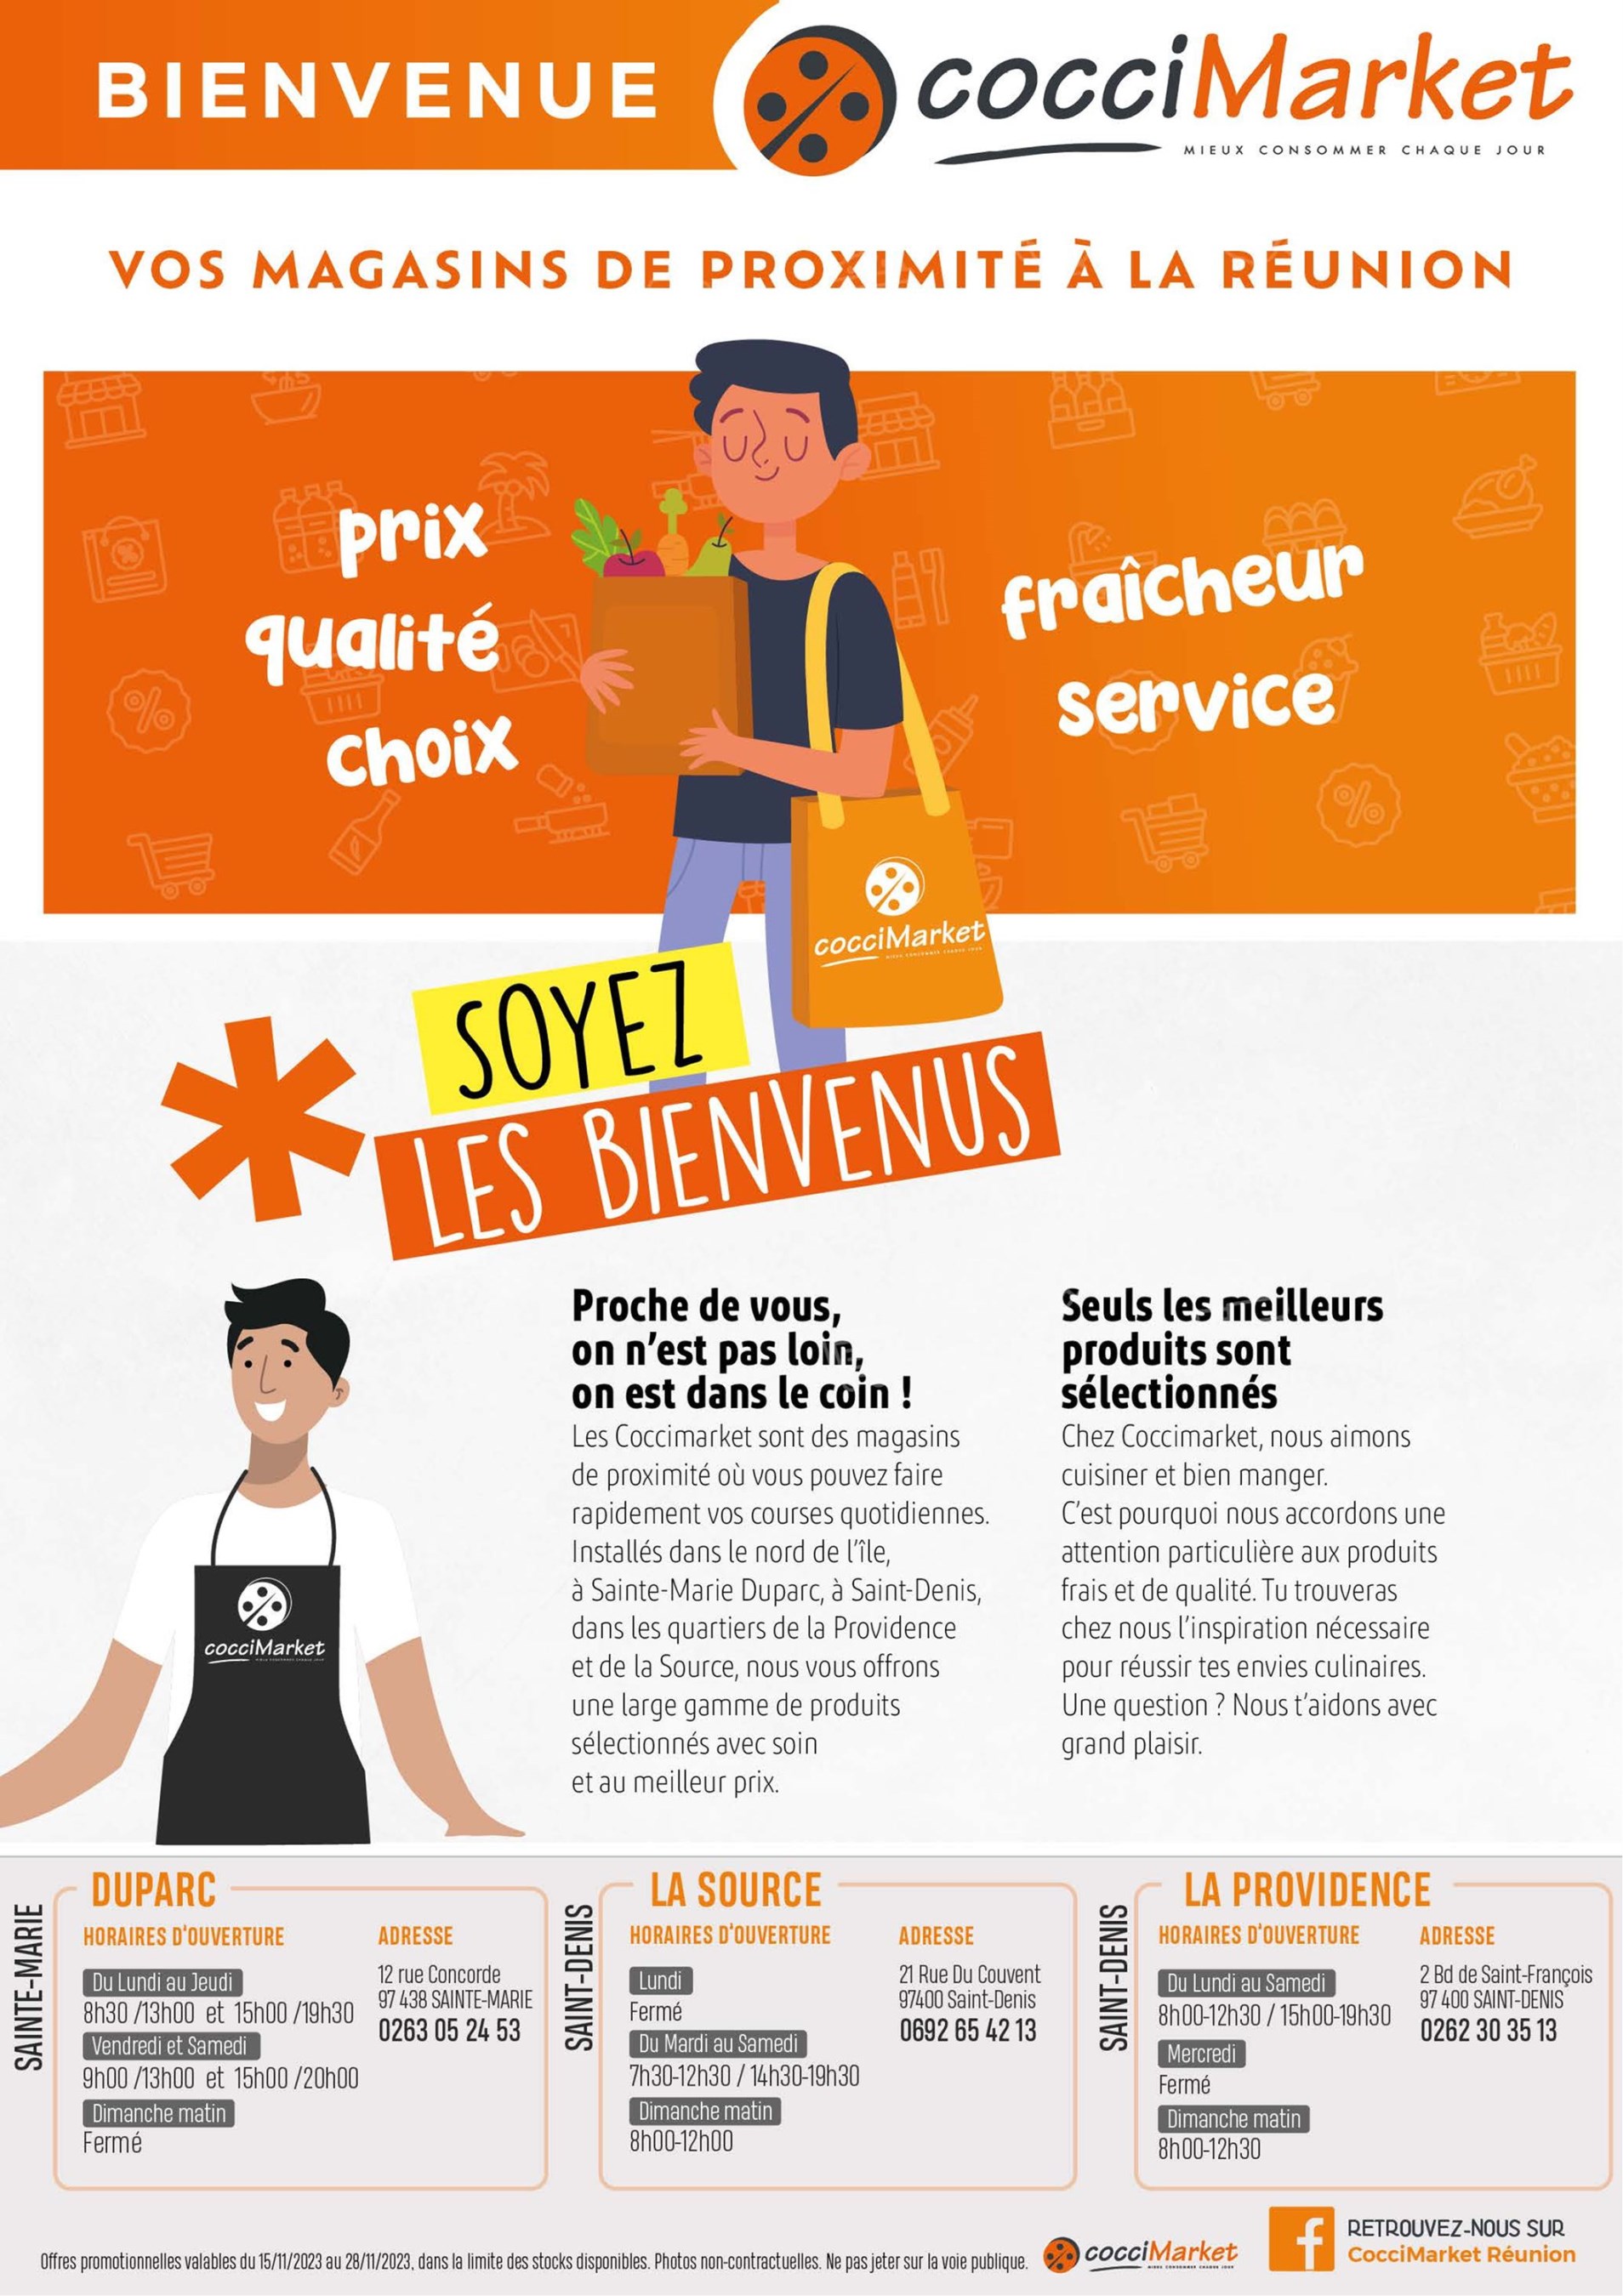 BIENVENUE
cocciMarket
MIEUX CONSOMMER CHAQUE JOUR
VOS MAGASINS DE PROXIMITÉ À LA RÉUNION
prix
qualité
choix
fraîcheur
service
cocciMarket
SOYEZ
LES BIENVENUS
Proche de vous,
on n'est pas loin,
on est dans le coin !
Les Coccimarket sont des magasins
de proximité où vous pouvez faire
rapidement vos courses quotidiennes.
Installés dans le nord de l'île,
à Sainte-Marie Duparc, à Saint-Denis,
dans les quartiers de la Providence
et de la Source, nous vous offrons
une large gamme de produits
sélectionnés avec soin
et au meilleur prix.
Seuls les meilleurs
produits sont
sélectionnés
Chez Coccimarket, nous aimons
cuisiner et bien manger.
C'est pourquoi nous accordons une
attention particulière aux produits
frais et de qualité. Tu trouveras
chez nous l'inspiration nécessaire
pour réussir tes envies culinaires.
Une question ? Nous t'aidons avec
grand plaisir.
cocciMarket
SAINTE-MARIE
DUPARC
HORAIRES D'OUVERTURE
Du Lundi au Jeudi
8h30 /13h00 et 15h00 /19h30
Vendredi et Samedi
9h00 /13h00 et 15h00 /20h00
Dimanche matin
Fermé
ADRESSE
12 rue Concorde
97 438 SAINTE-MARIE
0263 05 24 53
SAINT-DENIS
LA SOURCE
HORAIRES D'OUVERTURE
Lundi
Fermé
Du Mardi au Samedi
7h30-12h30 / 14h30-19h30
Dimanche matin
8h00-12h00
ADRESSE
21 Rue Du Couvent
97400 Saint-Denis
0692 65 42 13
SAINT-DENIS
LA PROVIDENCE
HORAIRES D'OUVERTURE
Du Lundi au Samedi
8h00-12h30 / 15h00-19h30
Mercredi
Fermé
Dimanche matin
8h00-12h30
ADRESSE
2 Bd de Saint-François
97 400 SAINT-DENIS
0262 30 35 13
Offres promotionnelles valables du 15/11/2023 au 28/11/2023, dans la limite des stocks disponibles. Photos non-contractuelles. Ne pas jeter sur la voie publique.
cocciMarket
f
RETROUVEZ-NOUS SUR
CocciMarket Réunion